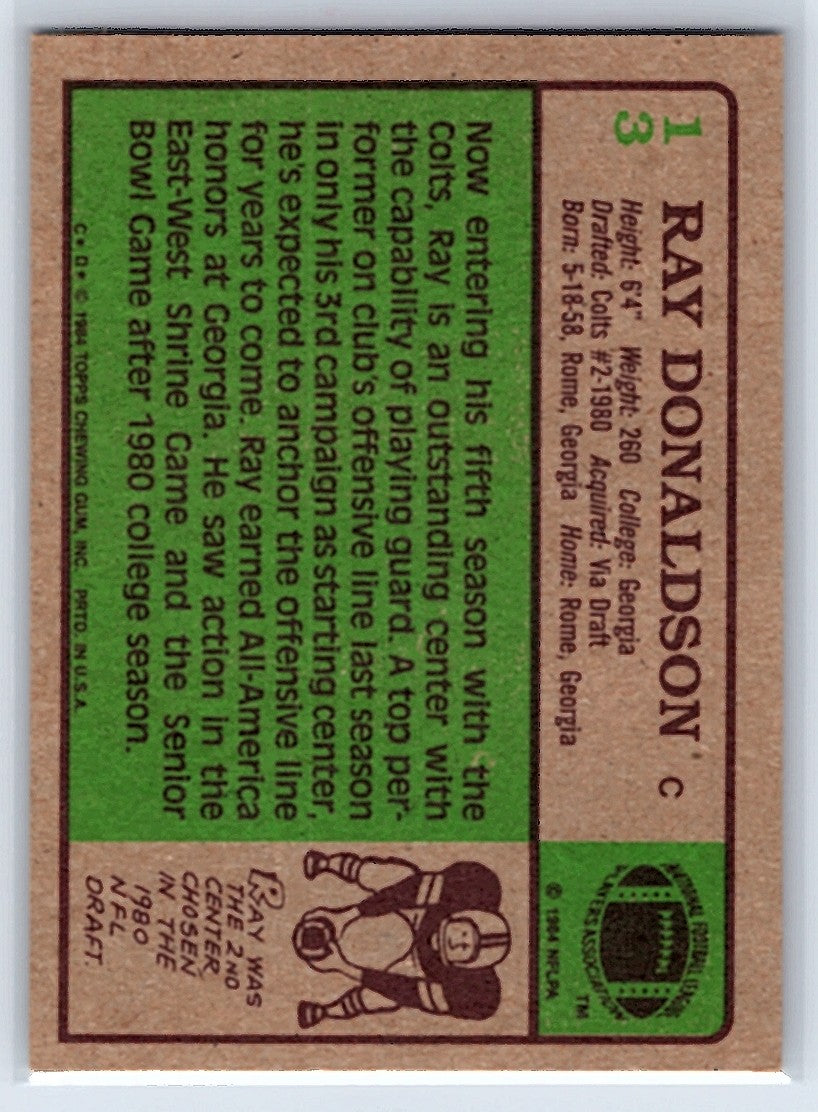 13
RAY DONALDSON C
Height: 6'4" Weight: 260 College: Georgia
Drafted: Colts #2-1980 Acquired: Via Draft
Born: 5-18-58, Rome, Georgia Home: Rome, Georgia
NATIONAL FOOTBALL LEAGUE
PLAYERS ASSOCIATION
TM
© 1984 NFLPA
Now entering his fifth season with the
Colts, Ray is an outstanding center with
the capability of playing guard. A top per-
former on club's offensive line last season
in only his 3rd campaign as starting center,
he's expected to anchor the offensive line
for years to come. Ray earned All-America
honors at Georgia. He saw action in the
East-West Shrine Game and the Senior
Bowl Game after 1980 college season.
C • D • © 1984 TOPPS CHEWING GUM, INC. PRTD. IN U.S.A.
RAY WAS
THE 2ND
CENTER
CHOSEN
IN THE
1980
NFL
DRAFT.